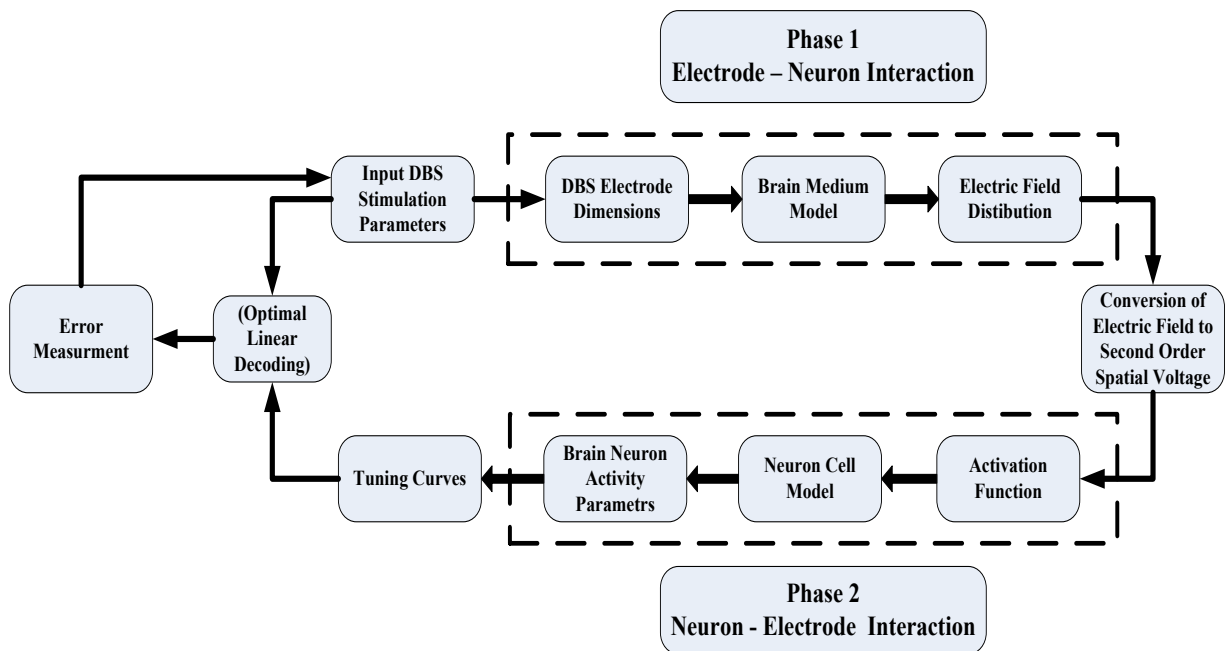 Phase 1
Electrode – Neuron Interaction
Input DBS
Stimulation
Parameters
DBS Electrode
Dimensions
Brain Medium
Model
Electric Field
Distibution
Error
Measurment
(Optimal
Linear
Decoding)
Conversion of
Electric Field to
Second Order
Spatial Voltage
Tuning Curves
Brain Neuron
Activity
Parametrs
Neuron Cell
Model
Activation
Function
Phase 2
Neuron - Electrode Interaction